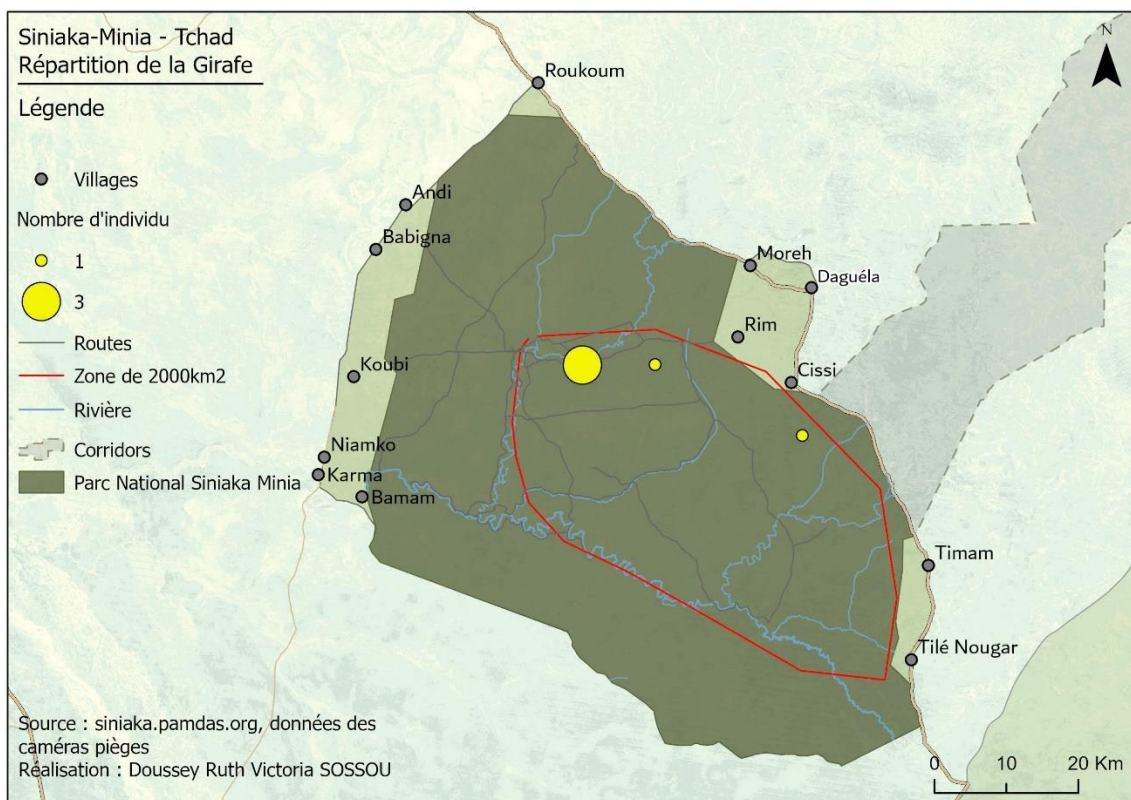 Siniaka-Minia - Tchad
Répartition de la Girafe
Légende
Villages
Nombre d'individu
1
3
Routes
Zone de 2000km2
Rivière
Corridors
Parc National Siniaka Minia
Source : siniaka.pamdas.org, données des
caméras pièges
Réalisation : Doussey Ruth Victoria SOSSOU
N
Roukoum
Andi
Babigna
Moreh
Daguéla
Rim
Koubi
Cissi
Niamko
Karma
Bamam
Timam
Tilé Nougar
0 10 20 Km